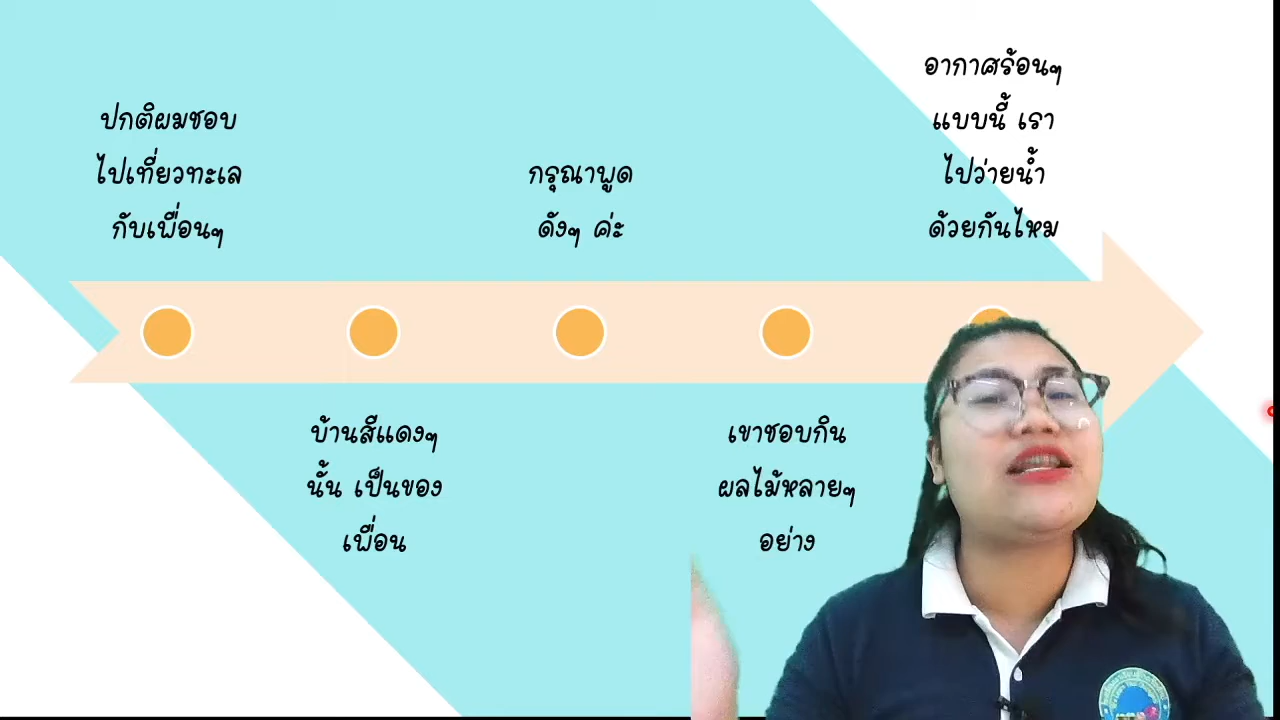 ปกติผมชอบ
ไปเที่ยวทะเล
กับเพื่อนๆ
บ้านสีแดงๆ
นั้น เป็นของ
เพื่อน
กรุณาพูด
ดังๆ ค่ะ
เขาชอบกิน
ผลไม้หลายๆ
อย่าง
อากาศร้อนๆ
แบบนี้ เรา
ไปว่ายน้ำ
ด้วยกันไหม